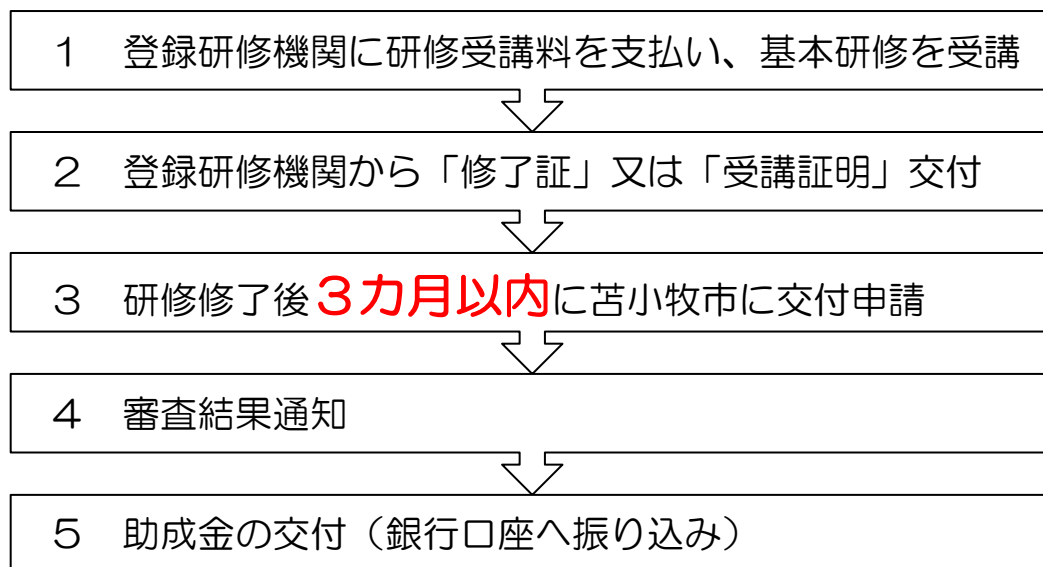 １　登録研修機関に研修受講料を支払い、基本研修を受講
２　登録研修機関から「修了証」又は「受講証明」交付
３　研修修了後３カ月以内に苫小牧市に交付申請
４　審査結果通知
５　助成金の交付（銀行口座へ振り込み）